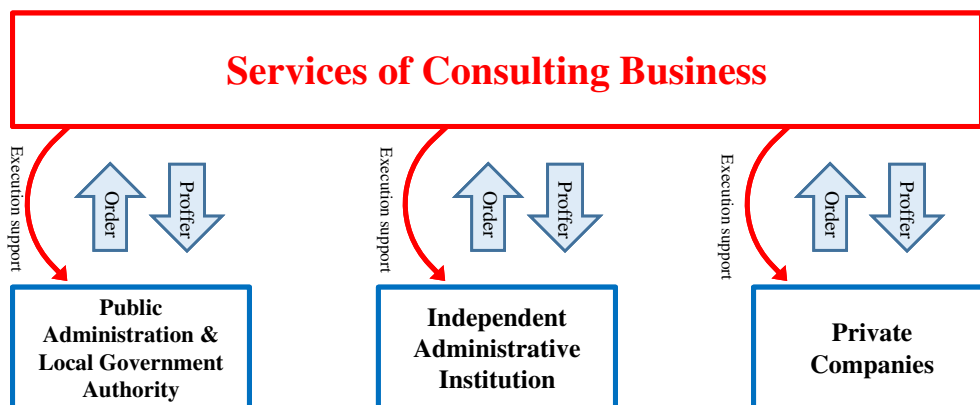 Services of Consulting Business
Execution support
Order
Proffer
Execution support
Order
Proffer
Execution support
Order
Proffer
Public
Administration &
Local Government
Authority
Independent
Administrative
Institution
Private
Companies